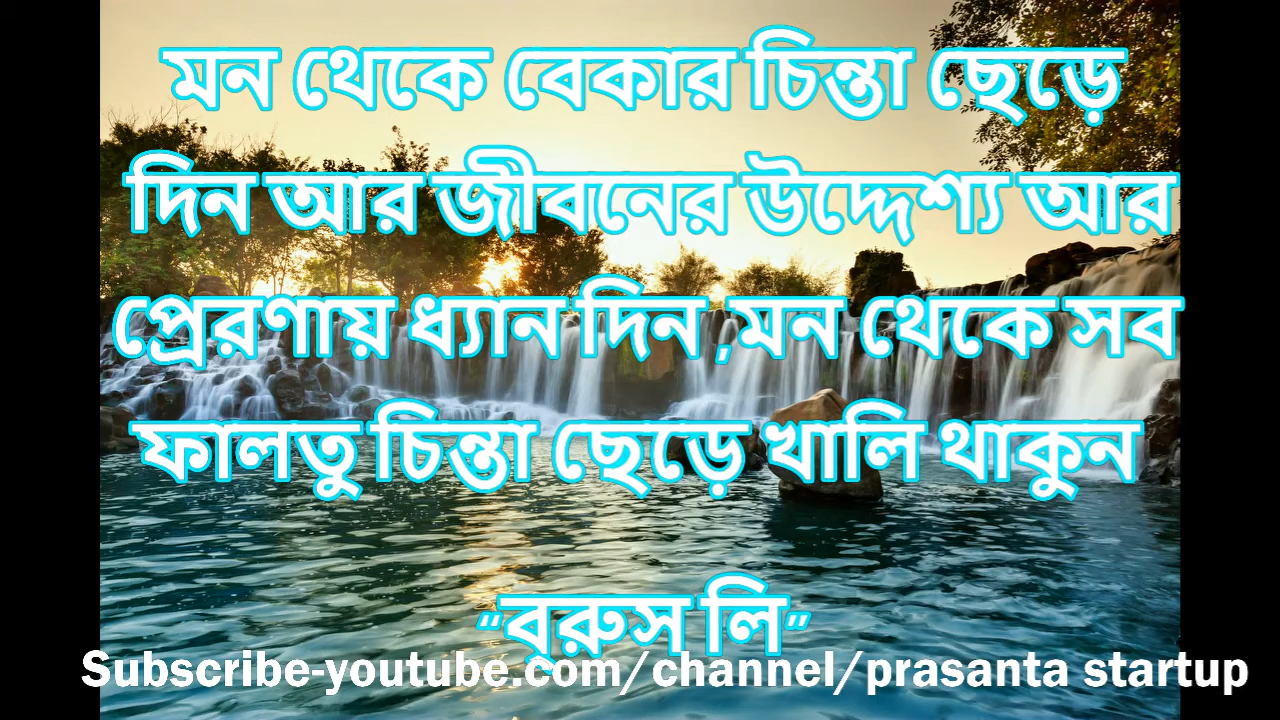 মন থেকে বেকার চিন্তা ছেড়ে
দিন আর জীবনের উদ্দেশ্য আর
প্রেরণায় ধ্যান দিন ,মন থেকে সব
ফালতু চিন্তা ছেড়ে খালি থাকুন
"বুরুস লি"
Subscribe-youtube.com/channel/prasanta startup